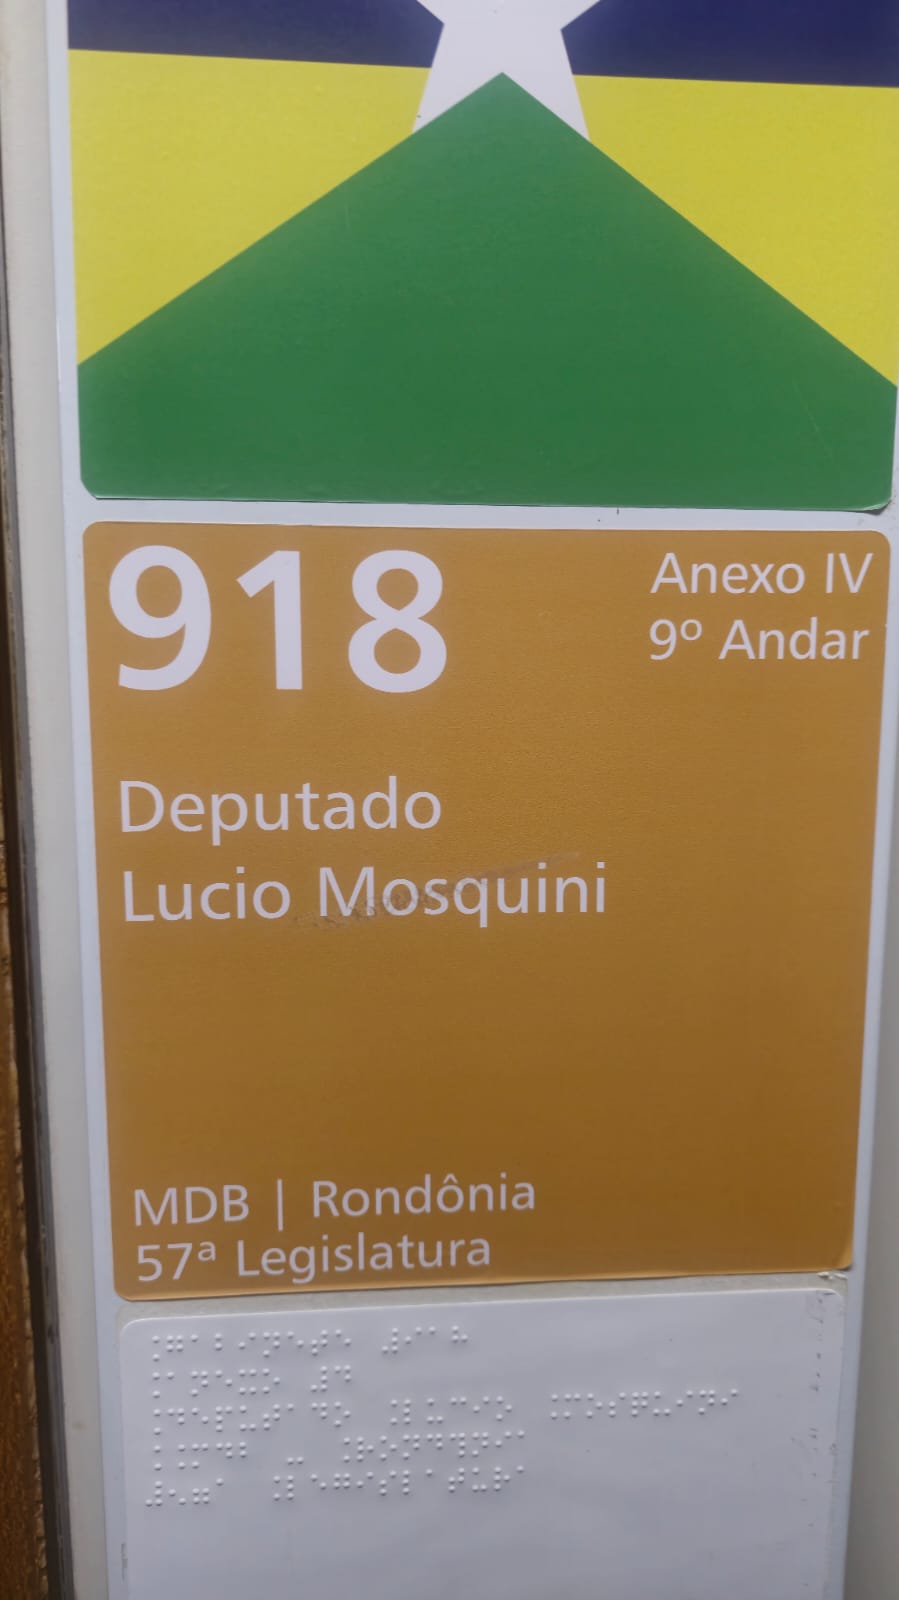 918
Anexo IV
9º Andar
Deputado
Lucio Mosquini
MDB | Rondônia
57ª Legislatura